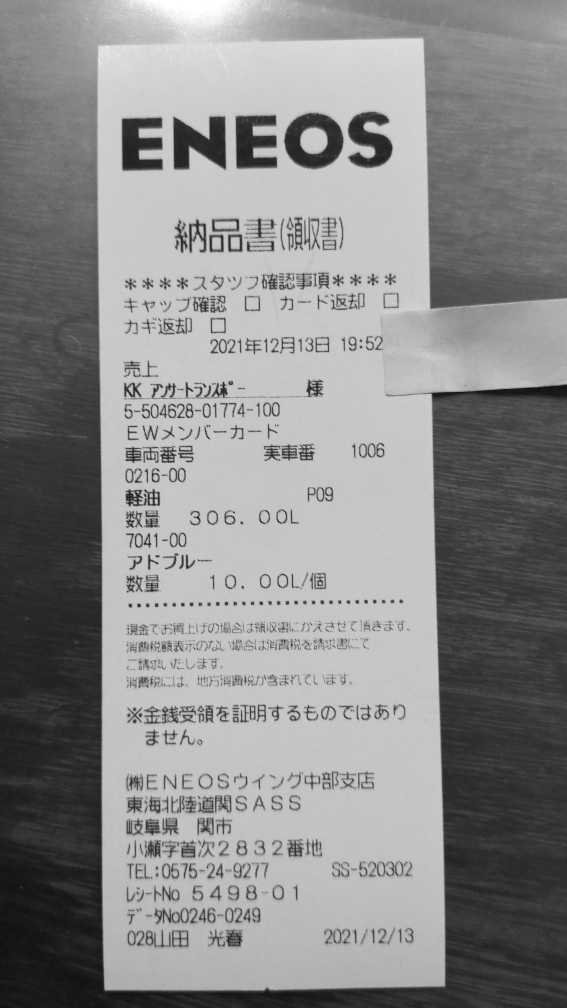 ENEOS
納品書(領収書)
＊＊＊＊スタッフ確認事項＊＊＊＊
キャップ確認 □ カード返却 □
カギ返却 □
2021年12月13日 19:52
売上
KK ｱﾝｻｰﾄﾗﾝｽﾎﾟｰ 様
5-504628-01774-100
ＥＷメンバーカード
車両番号 実車番 1006
0216-00
軽油 P09
数量 ３０６．００L
7041-00
アドブルー
数量 １０．００L/個
現金でお買上げの場合は領収書にかえさせて頂きます。
消費税額表示のない場合は消費税を請求書にて
ご請求いたします。
消費税には、地方消費税が含まれています。
※金銭受領を証明するものではあり
ません。
㈱ＥＮＥＯＳウイング中部支店
東海北陸道関ＳＡＳＳ
岐阜県 関市
小瀬字首次２８３２番地
TEL:0575-24-9277 SS-520302
ﾚｼｰﾄNo ５４９８-０１
ﾃﾞｰﾀNo0246-0249
028山田 光春 2021/12/13